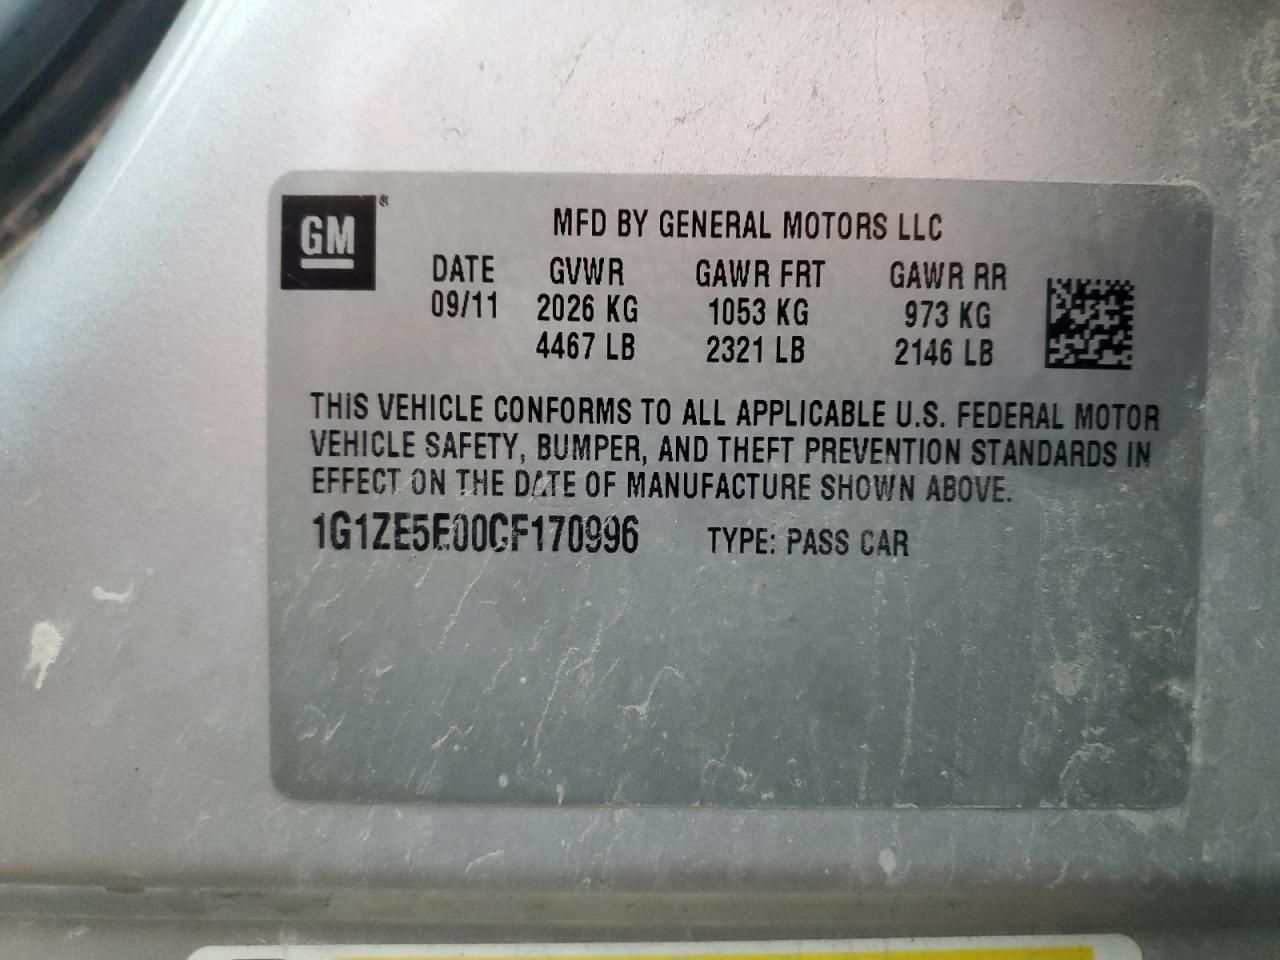 GM®
MFD BY GENERAL MOTORS LLC
DATE GVWR GAWR FRT GAWR RR
09/11 2026 KG 1053 KG 973 KG
4467 LB 2321 LB 2146 LB
THIS VEHICLE CONFORMS TO ALL APPLICABLE U.S. FEDERAL MOTOR
VEHICLE SAFETY, BUMPER, AND THEFT PREVENTION STANDARDS IN
EFFECT ON THE DATE OF MANUFACTURE SHOWN ABOVE.
1G1ZE5E00CF170996 TYPE: PASS CAR